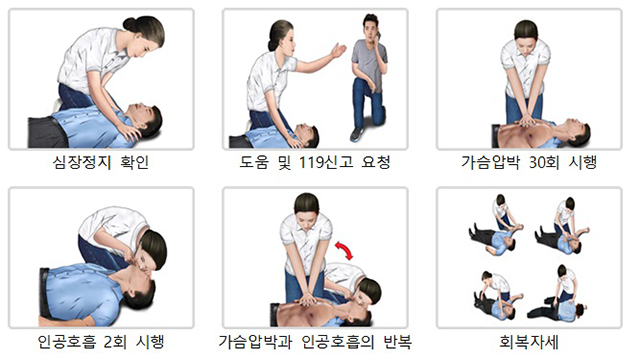 심장정지 확인
도움 및 119신고 요청
가슴압박 30회 시행
인공호흡 2회 시행
가슴압박과 인공호흡의 반복
회복자세